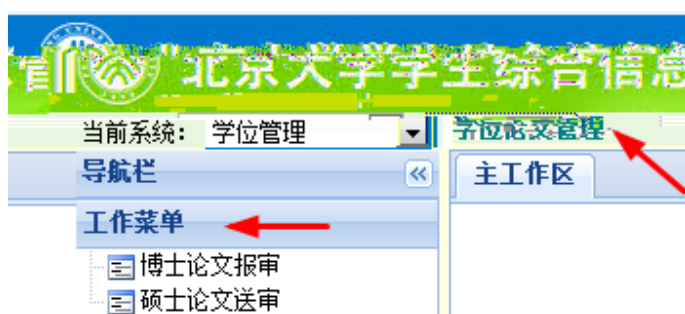 北京大学学生综合信息
当前系统： 学位管理
学位论文管理
导航栏
主工作区
工作菜单
博士论文报审
硕士论文送审